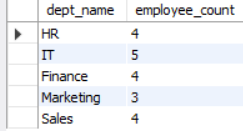 dept_name employee_count
HR 4
IT 5
Finance 4
Marketing 3
Sales 4